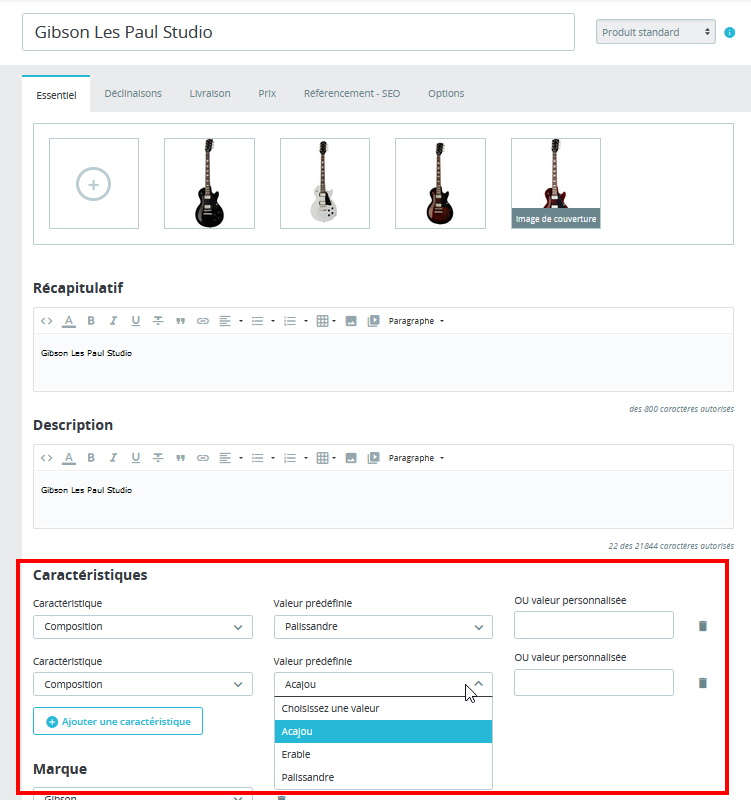 Gibson Les Paul Studio
Produit standard
Essentiel Déclinaisons Livraison Prix Référencement - SEO Options
Image de couverture
Récapitulatif
Paragraphe
Gibson Les Paul Studio
des 800 caractères autorisés
Description
Paragraphe
Gibson Les Paul Studio
22 des 21844 caractères autorisés
Caractéristiques
Caractéristique Valeur prédéfinie OU valeur personnalisée
Composition Palissandre
Caractéristique Valeur prédéfinie OU valeur personnalisée
Composition Acajou
Choisissez une valeur
Ajouter une caractéristique
Acajou
Erable
Palissandre
Marque
Gibson